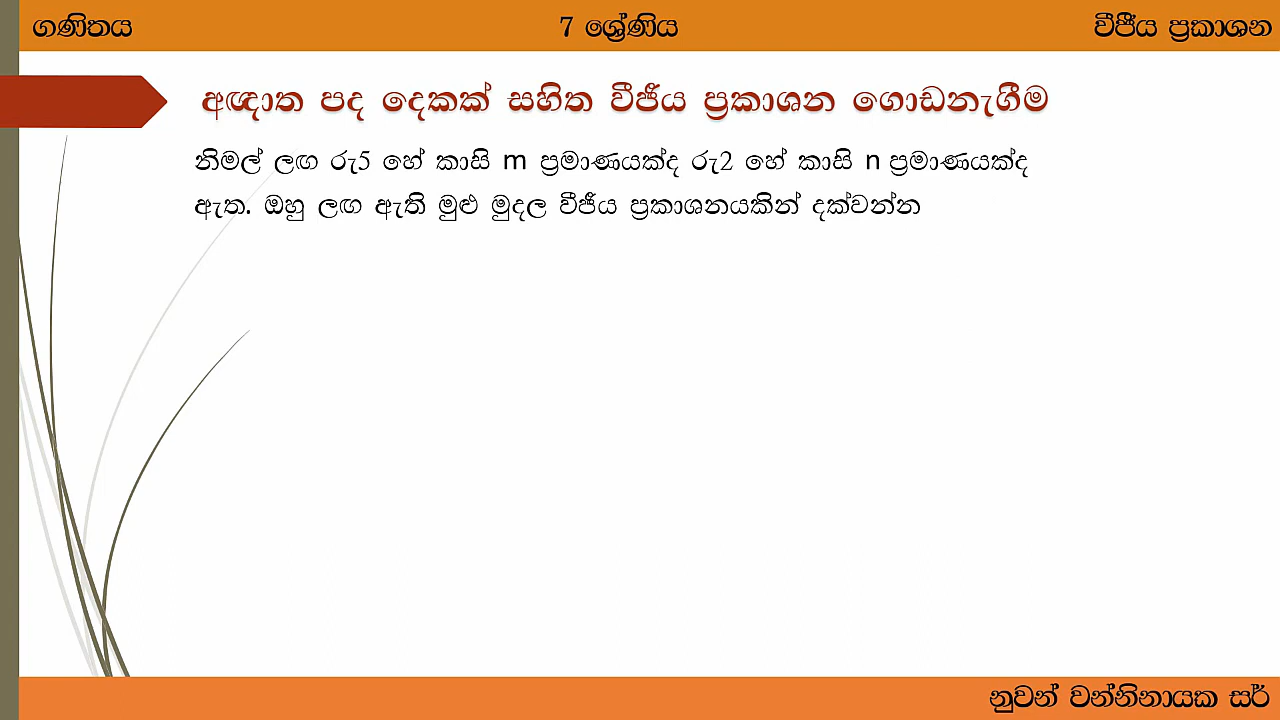 ගණිතය 7 ශ්‍රේණිය වීජීය ප්‍රකාශන
අඥාත පද දෙකක් සහිත වීජීය ප්‍රකාශන ගොඩනැගීම
නිමල් ලඟ රු5 හේ කාසි m ප්‍රමාණයක්ද රු2 හේ කාසි n ප්‍රමාණයක්ද
ඇත. ඔහු ලඟ ඇති මුළු මුදල වීජීය ප්‍රකාශනයකින් දක්වන්න
නුවන් වන්නිනායක සර්